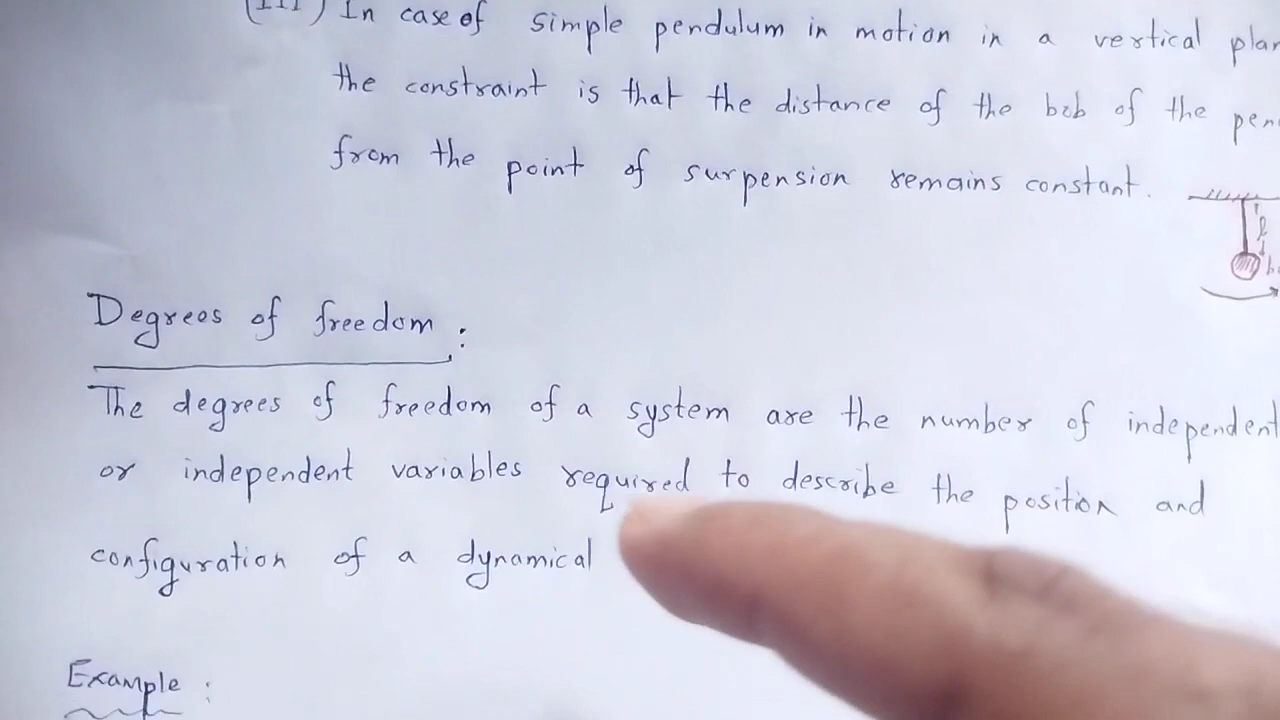 (III) In case of simple pendulum in motion in a vertical
the constraint is that the distance of the bob of the
from the point of surpension remains constant.
l
Degrees of freedom :
The degrees of freedom of a system are the number of independent
or independent variables required to describe the position and
configuration of a dynamical
Example :